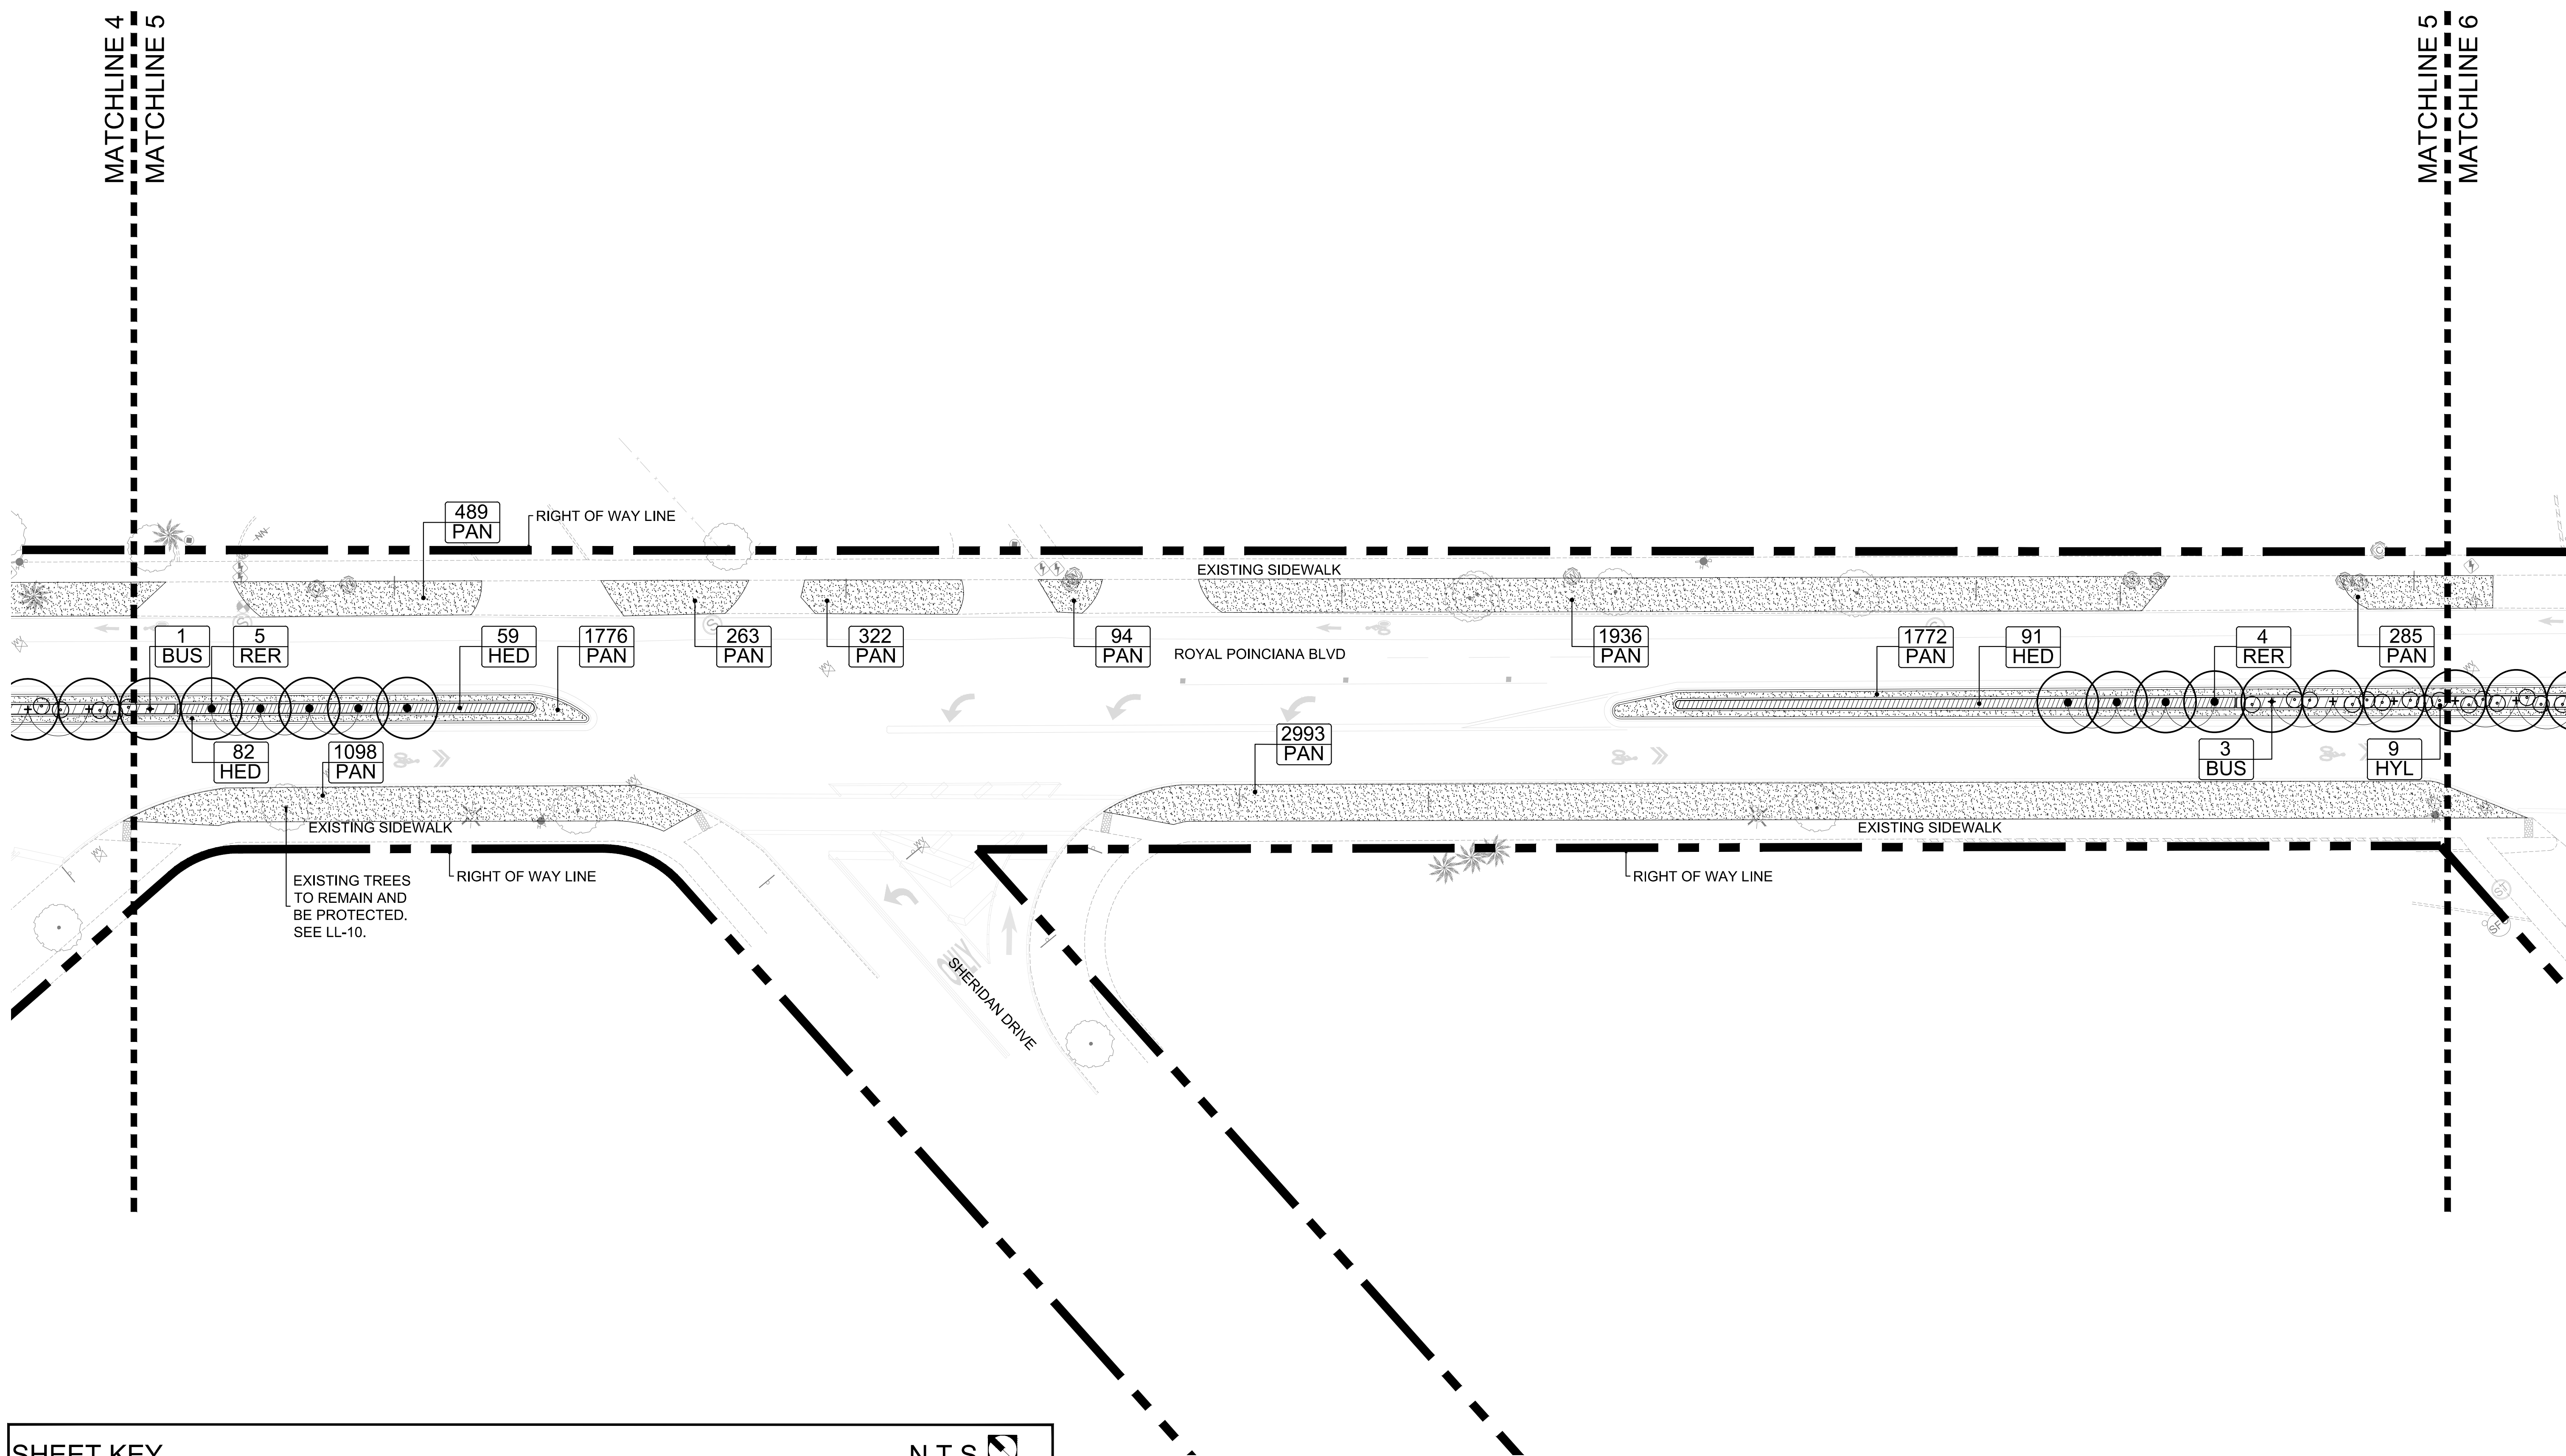 MATCHLINE 4
MATCHLINE 5
MATCHLINE 5
MATCHLINE 6
489
PAN
RIGHT OF WAY LINE
EXISTING SIDEWALK
1
BUS
5
RER
59
HED
1776
PAN
263
PAN
322
PAN
94
PAN
ROYAL POINCIANA BLVD
1936
PAN
1772
PAN
91
HED
4
RER
285
PAN
82
HED
1098
PAN
2993
PAN
3
BUS
9
HYL
EXISTING SIDEWALK
EXISTING SIDEWALK
RIGHT OF WAY LINE
RIGHT OF WAY LINE
EXISTING TREES
TO REMAIN AND
BE PROTECTED.
SEE LL-10.
SHERIDAN DRIVE
SHEET KEY
N.T.S